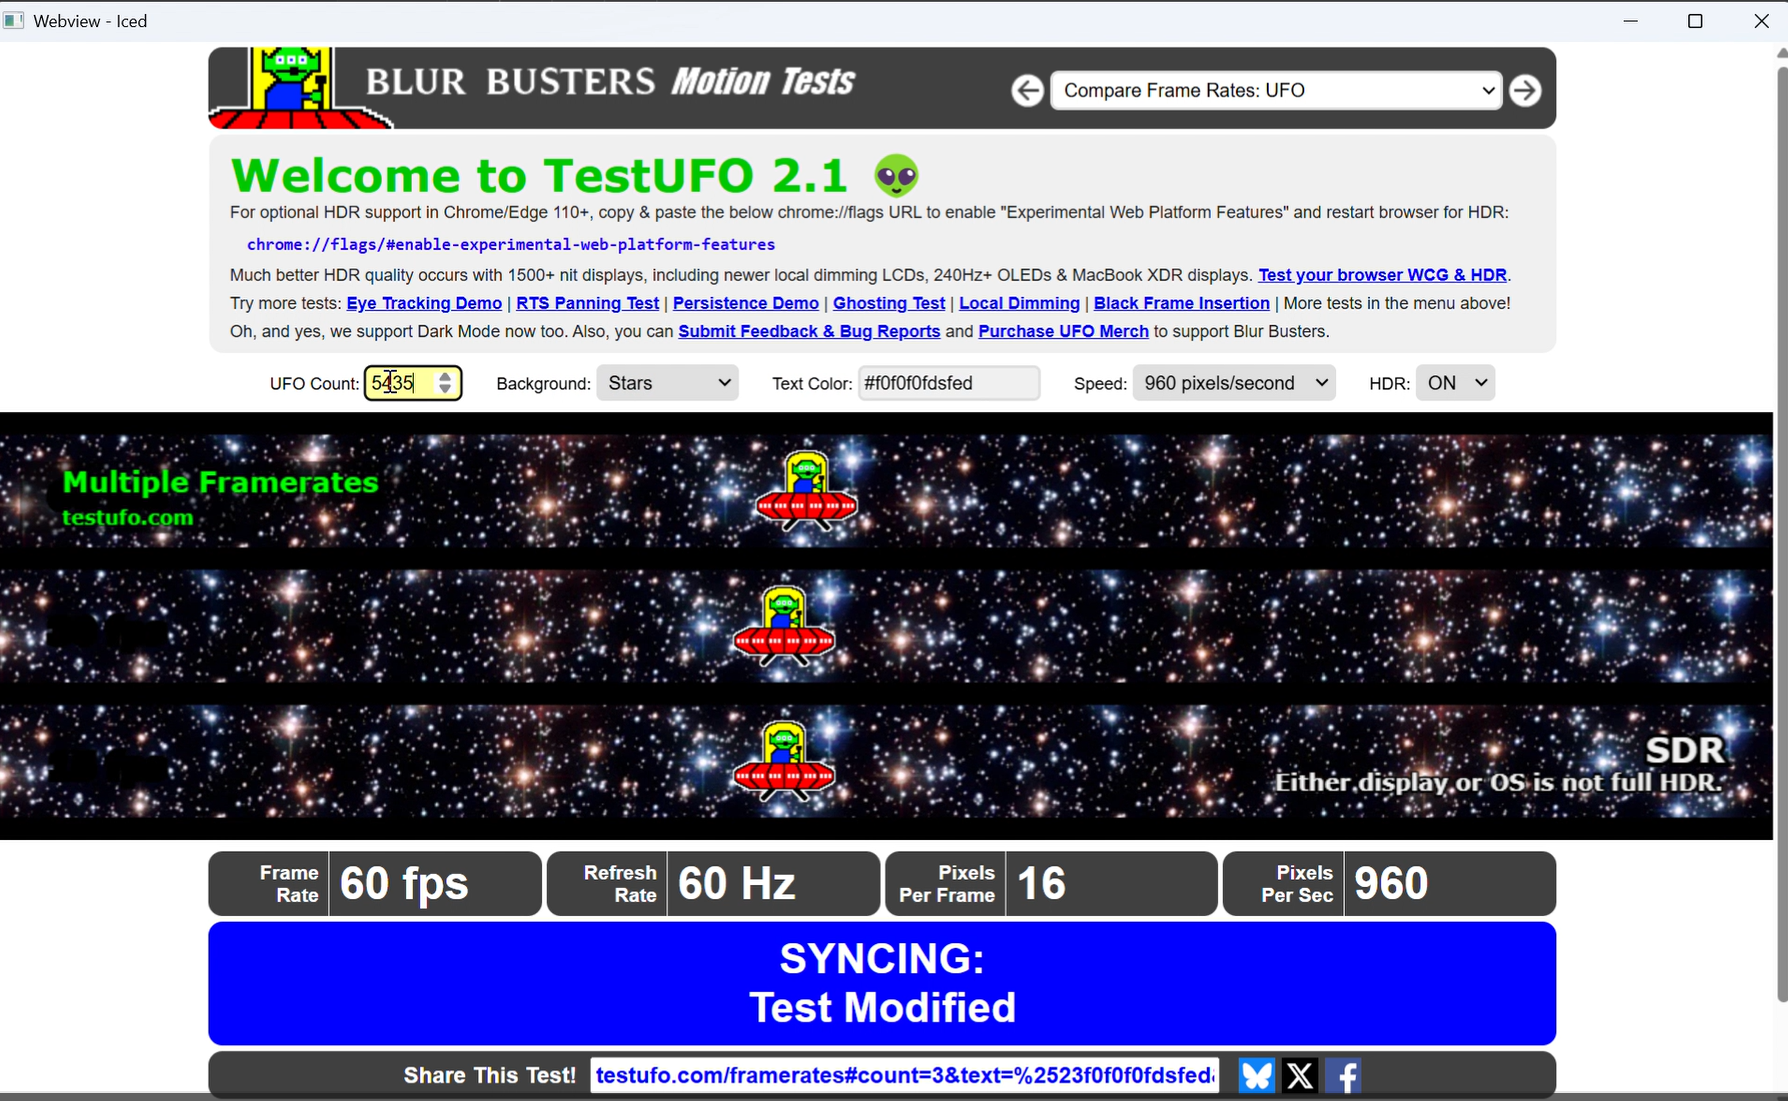 Webview - Iced
BLUR BUSTERS Motion Tests
Compare Frame Rates: UFO
Welcome to TestUFO 2.1
For optional HDR support in Chrome/Edge 110+, copy & paste the below chrome://flags URL to enable "Experimental Web Platform Features" and restart browser for HDR:
chrome://flags/#enable-experimental-web-platform-features
Much better HDR quality occurs with 1500+ nit displays, including newer local dimming LCDs, 240Hz+ OLEDs & MacBook XDR displays. Test your browser WCG & HDR.
Try more tests: Eye Tracking Demo | RTS Panning Test | Persistence Demo | Ghosting Test | Local Dimming | Black Frame Insertion | More tests in the menu above!
Oh, and yes, we support Dark Mode now too. Also, you can Submit Feedback & Bug Reports and Purchase UFO Merch to support Blur Busters.
UFO Count: 5435 Background: Stars Text Color: #f0f0f0fdsfed Speed: 960 pixels/second HDR: ON
Multiple Framerates
testufo.com
SDR
Either display or OS is not full HDR.
Frame Rate 60 fps Refresh Rate 60 Hz Pixels Per Frame 16 Pixels Per Sec 960
SYNCING:
Test Modified
Share This Test! testufo.com/framerates#count=3&text=%2523f0f0f0fdsfed